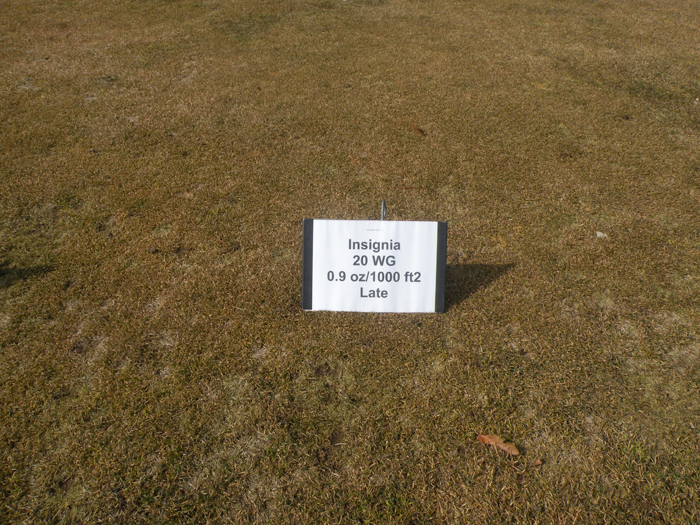 Insignia
20 WG
0.9 oz/1000 ft2
Late